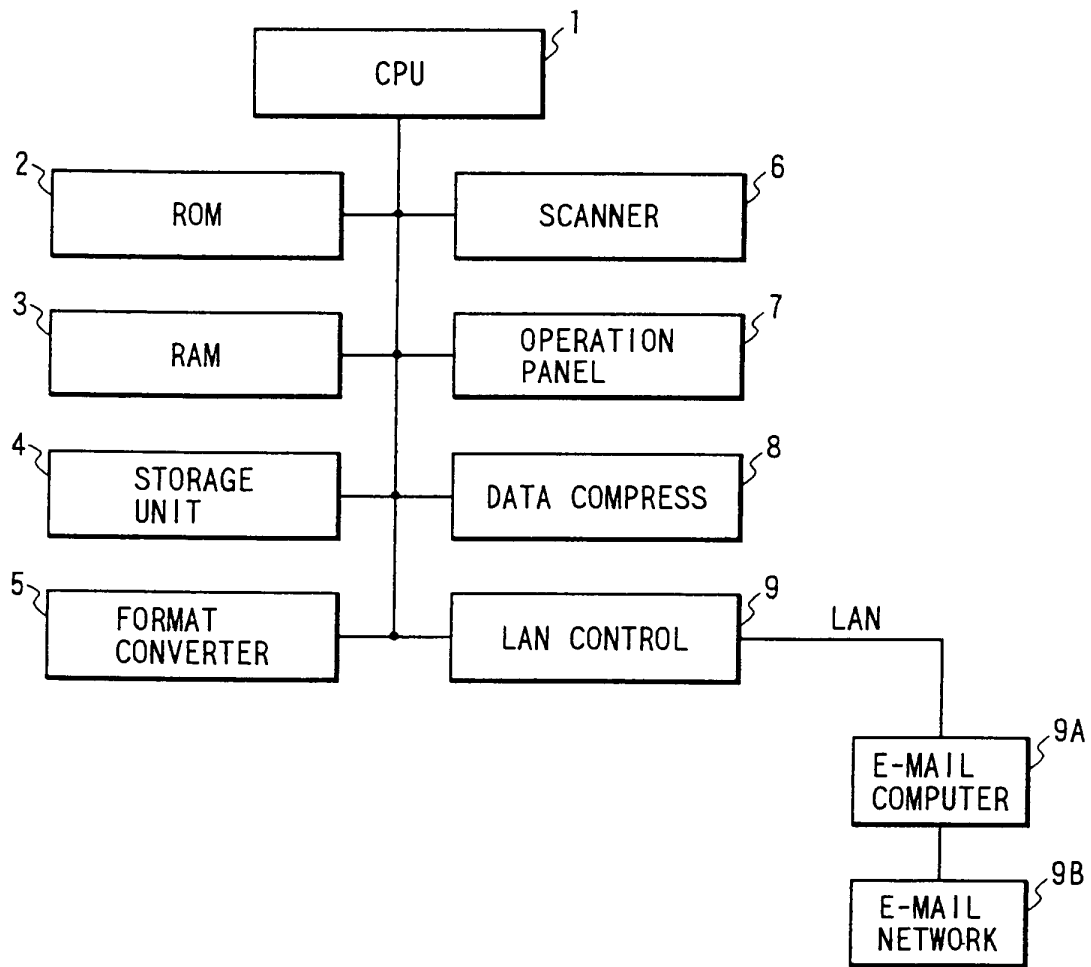 1
CPU
2
ROM
6
SCANNER
3
RAM
7
OPERATION
PANEL
4
STORAGE
UNIT
8
DATA COMPRESS
5
FORMAT
CONVERTER
9
LAN CONTROL
LAN
9A
E-MAIL
COMPUTER
9B
E-MAIL
NETWORK